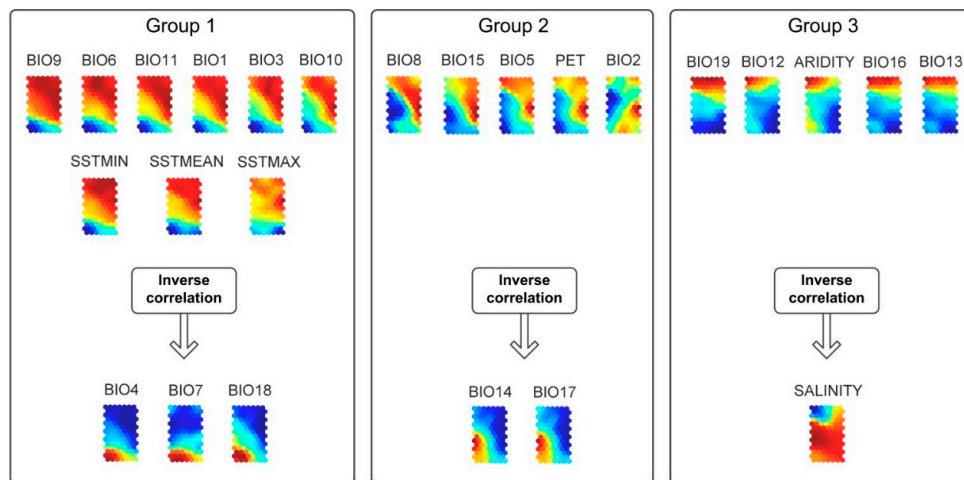 Group 1
BIO9 BIO6 BIO11 BIO1 BIO3 BIO10
SSTMIN SSTMEAN SSTMAX
Inverse
correlation
BIO4 BIO7 BIO18
Group 2
BIO8 BIO15 BIO5 PET BIO2
Inverse
correlation
BIO14 BIO17
Group 3
BIO19 BIO12 ARIDITY BIO16 BIO13
Inverse
correlation
SALINITY